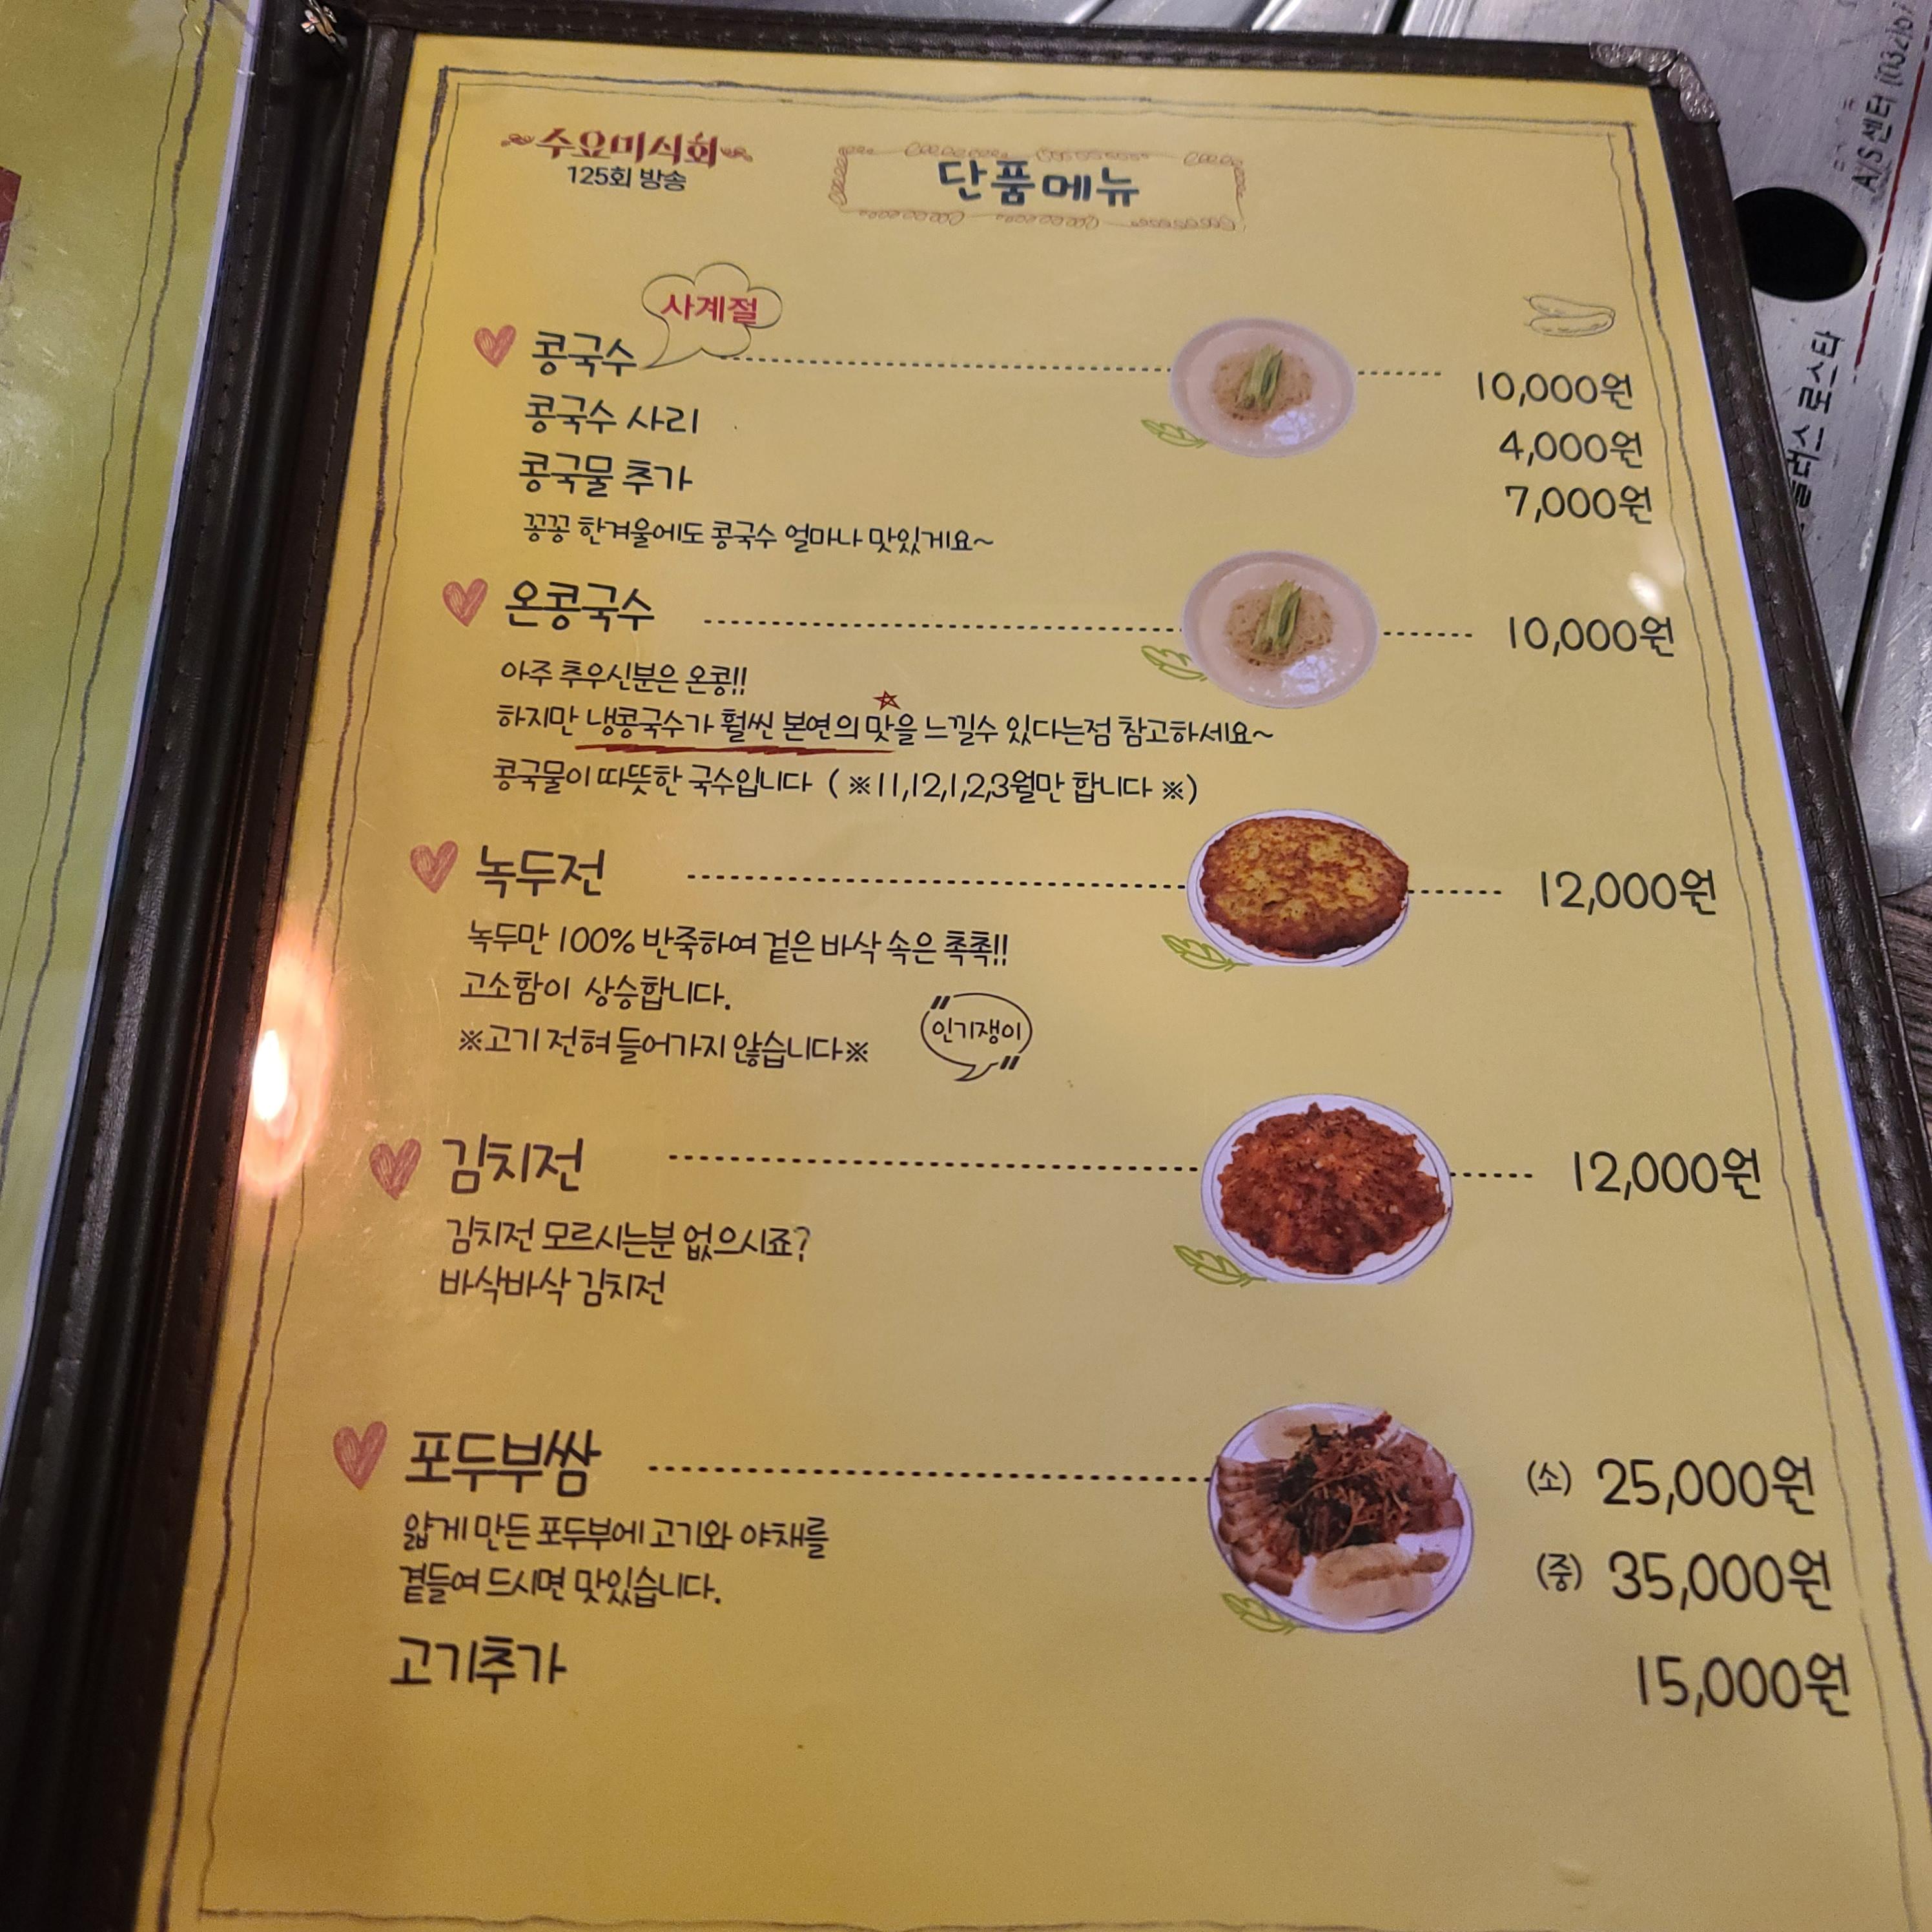 수요미식회
125회 방송
단품메뉴
사계절
콩국수 10,000원
콩국수 사리 4,000원
콩국물 추가 7,000원
꽁꽁 한겨울에도 콩국수 얼마나 맛있게요~
온콩국수 10,000원
아주 추우신분은 온콩!!
하지만 냉콩국수가 훨씬 본연의 맛을 느낄수 있다는점 참고하세요~
콩국물이 따뜻한 국수입니다 ( ※11,12,1,2,3월만 합니다 ※)
녹두전 12,000원
녹두만 100% 반죽하여 겉은 바삭 속은 촉촉!!
고소함이 상승합니다.
※고기 전혀 들어가지 않습니다※
"인기쟁이"
김치전 12,000원
김치전 모르시는분 없으시죠?
바삭바삭 김치전
포두부쌈 (소) 25,000원
(중) 35,000원
얇게 만든 포두부에 고기와 야채를
곁들여 드시면 맛있습니다.
고기추가 15,000원
A/S 센터
로스타